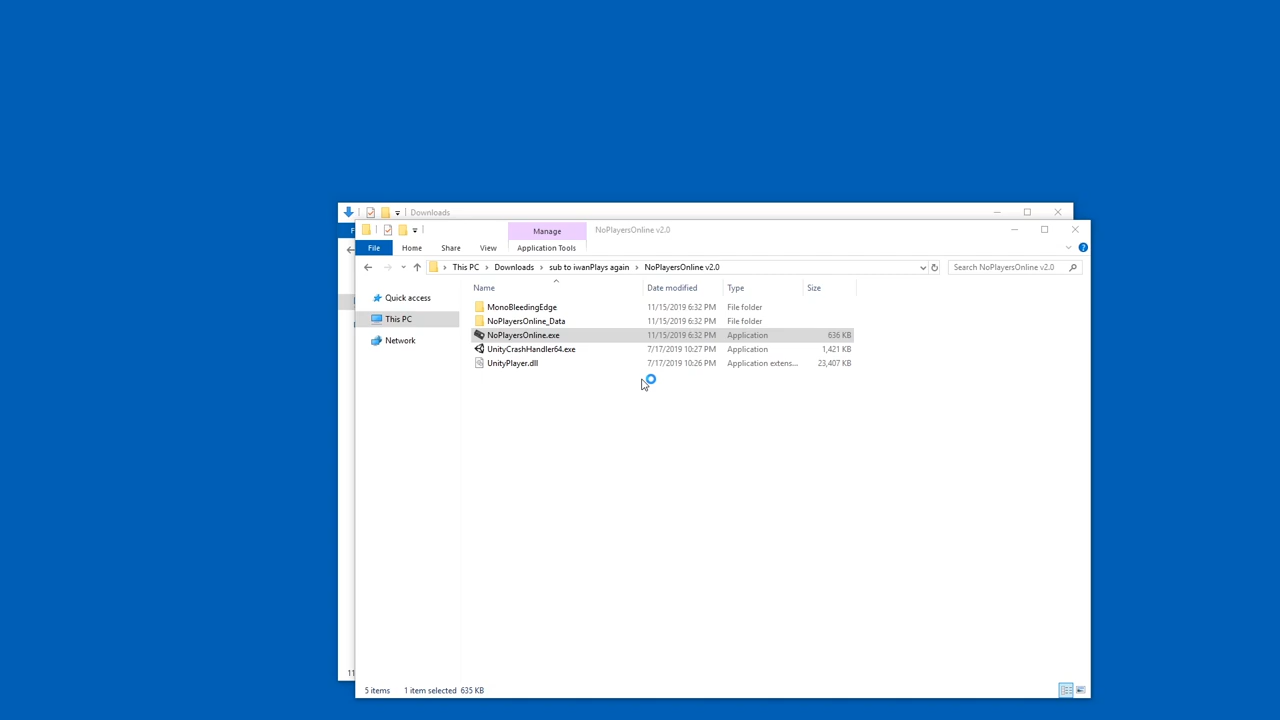 Downloads
Manage
NoPlayersOnline v2.0
File
Home
Share
View
Application Tools
This PC
Downloads
sub to iwanPlays again
NoPlayersOnline v2.0
Search NoPlayersOnline v2.0
Name
Date modified
Type
Size
Quick access
This PC
Network
MonoBleedingEdge 11/15/2019 6:32 PM File folder
NoPlayersOnline_Data 11/15/2019 6:32 PM File folder
NoPlayersOnline.exe 11/15/2019 6:32 PM Application 636 KB
UnityCrashHandler64.exe 7/17/2019 10:27 PM Application 1,421 KB
UnityPlayer.dll 7/17/2019 10:26 PM Application extens... 23,407 KB
11
5 items 1 item selected 635 KB